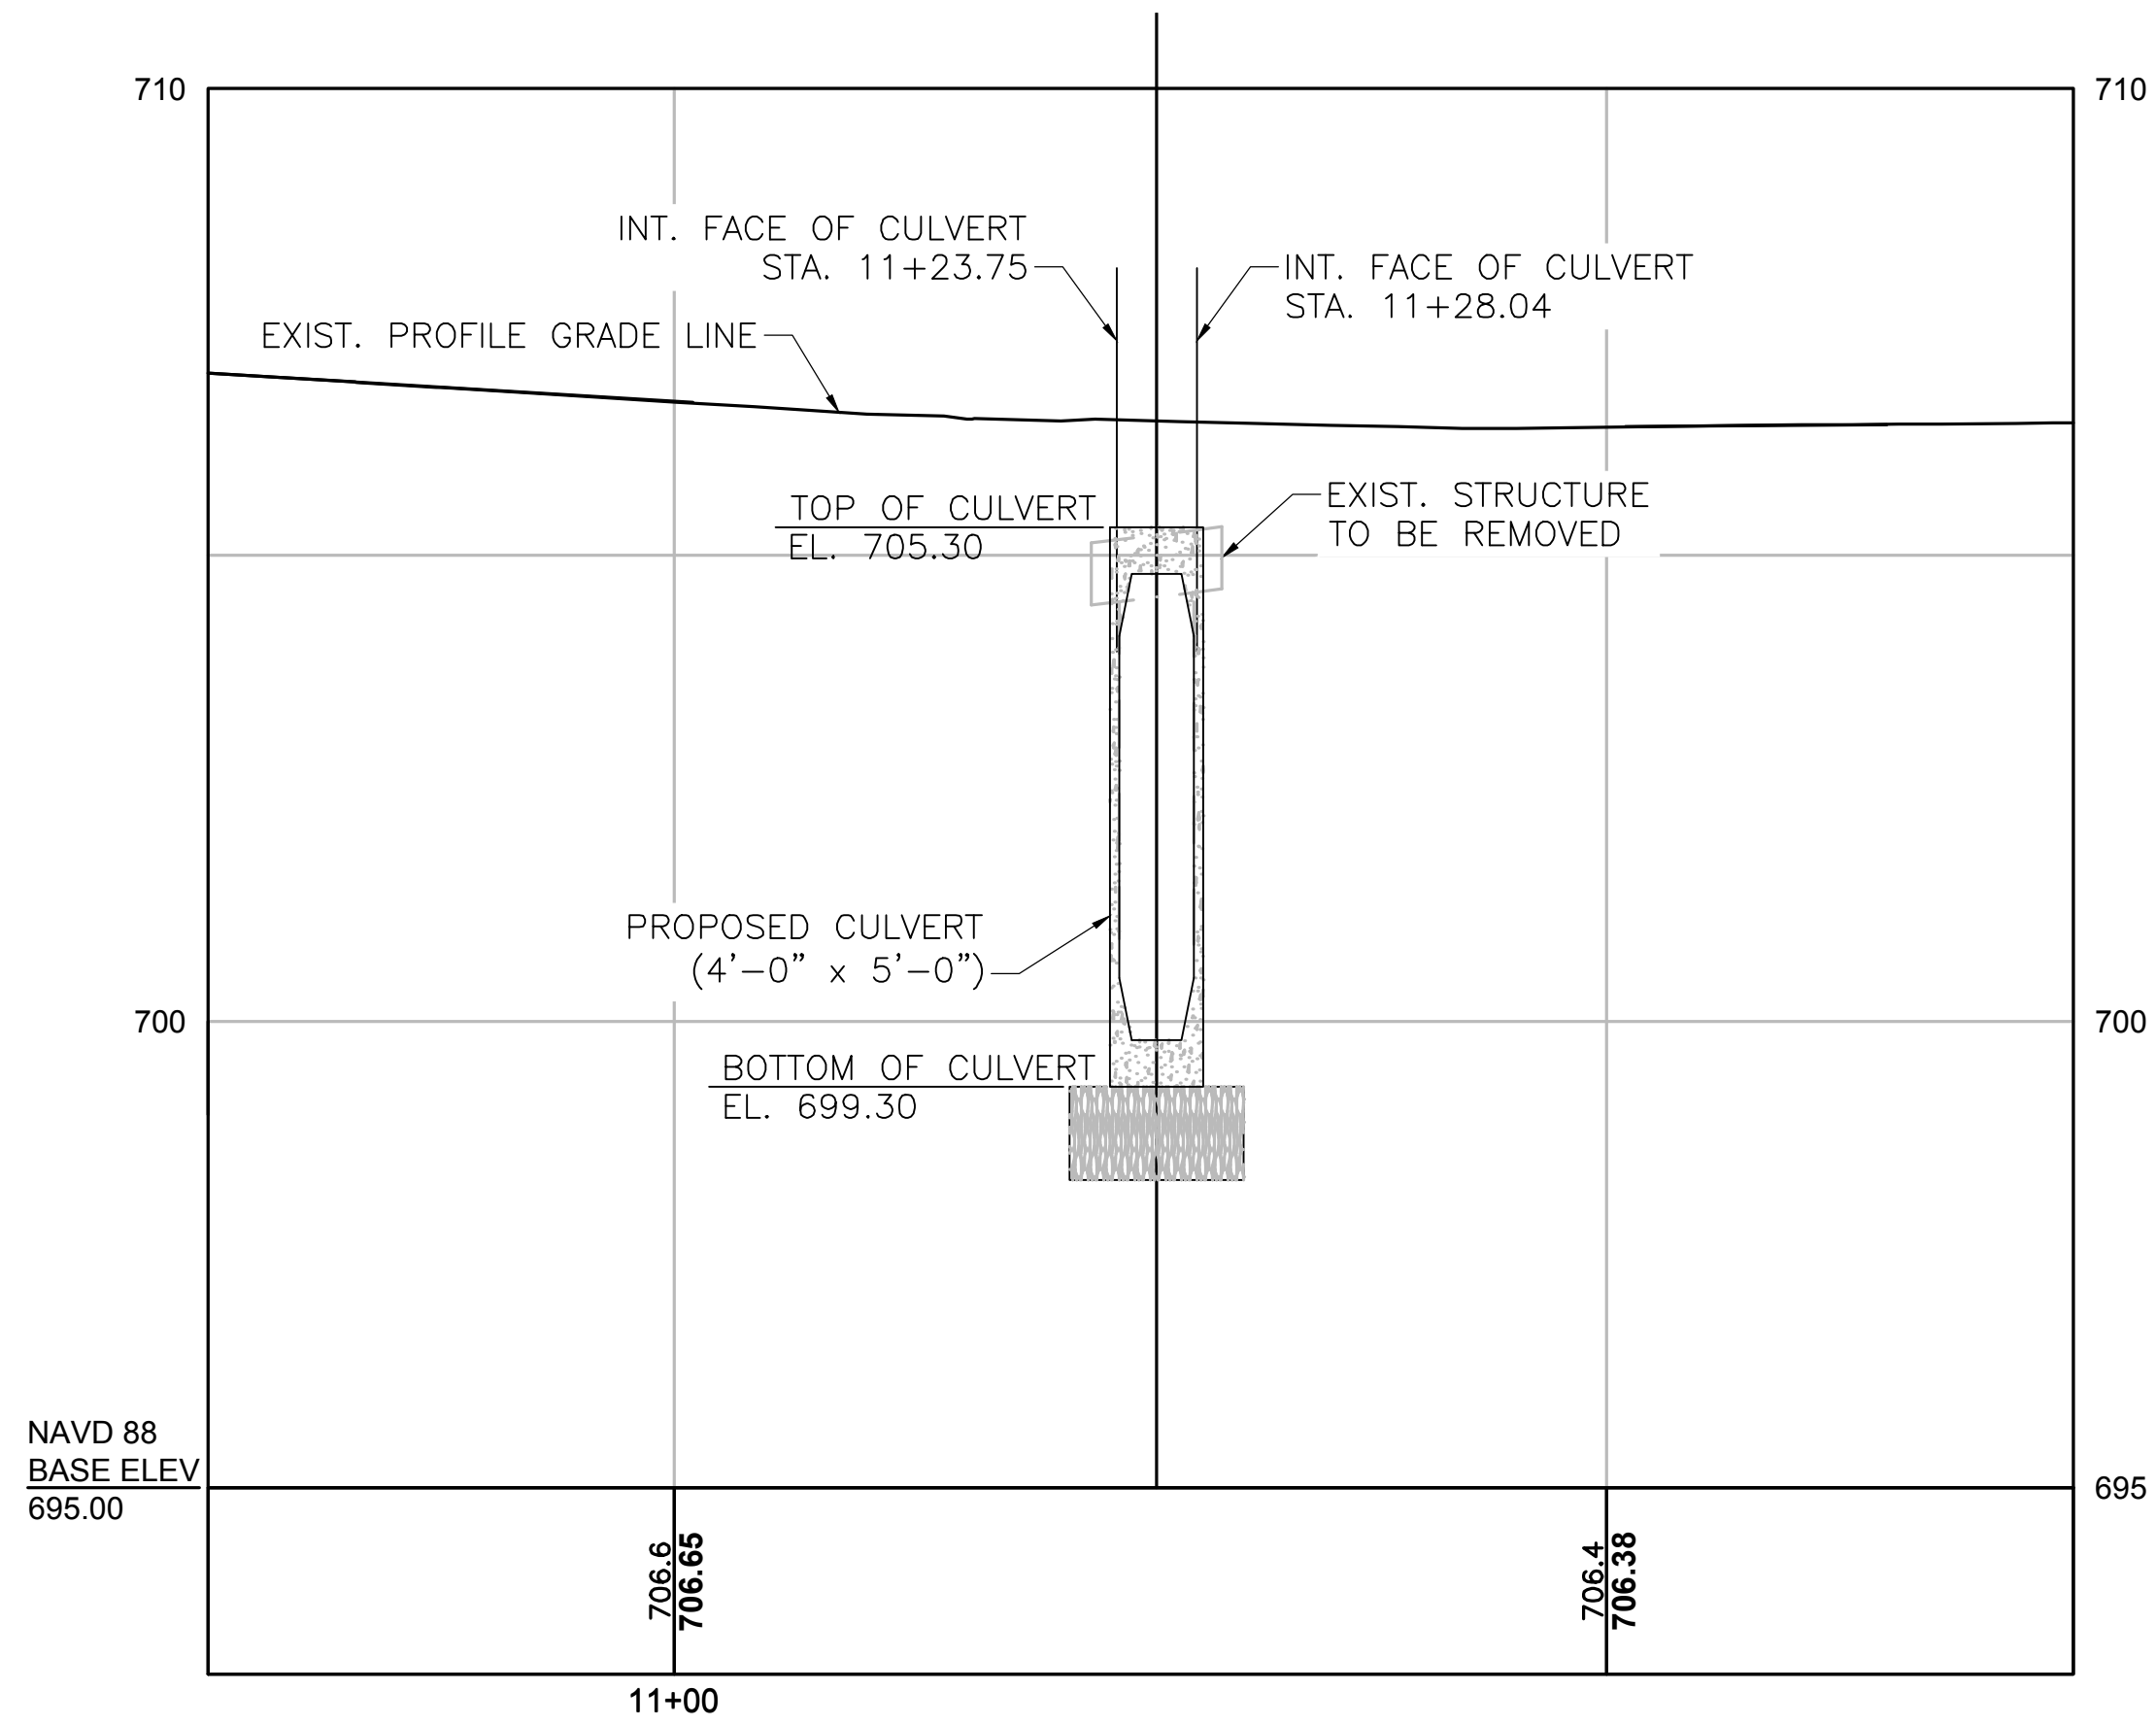 710
710
INT. FACE OF CULVERT
STA. 11+23.75
INT. FACE OF CULVERT
STA. 11+28.04
EXIST. PROFILE GRADE LINE
TOP OF CULVERT
EL. 705.30
EXIST. STRUCTURE
TO BE REMOVED
PROPOSED CULVERT
(4'-0" x 5'-0")
700
700
BOTTOM OF CULVERT
EL. 699.30
NAVD 88
BASE ELEV
695.00
695
706.6
706.65
706.4
706.38
11+00